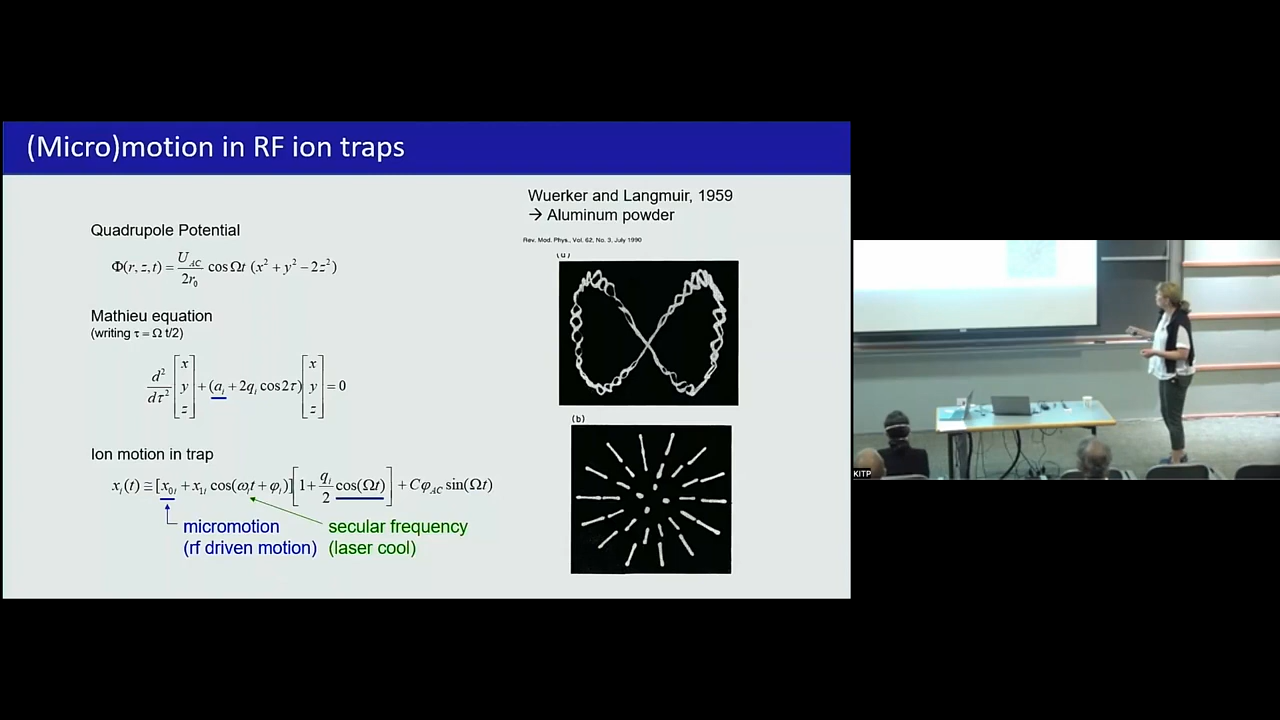 (Micro)motion in RF ion traps
Quadrupole Potential
Φ(r, z, t) = U_AC / 2r_0 cos Ωt (x² + y² − 2z²)
Mathieu equation
(writing τ = Ω t/2)
d²/dτ² [x y z] + (a_i + 2q_i cos 2τ) [x y z] = 0
Ion motion in trap
x_i(t) ≅ [x_0i + x_1i cos(ω_i t + φ_i)] [1 + q_i/2 cos(Ωt)] + Cφ_AC sin(Ωt)
micromotion
(rf driven motion)
secular frequency
(laser cool)
Wuerker and Langmuir, 1959
→ Aluminum powder
Rev. Mod. Phys., Vol. 62, No. 3, July 1990
(a)
(b)
KITP